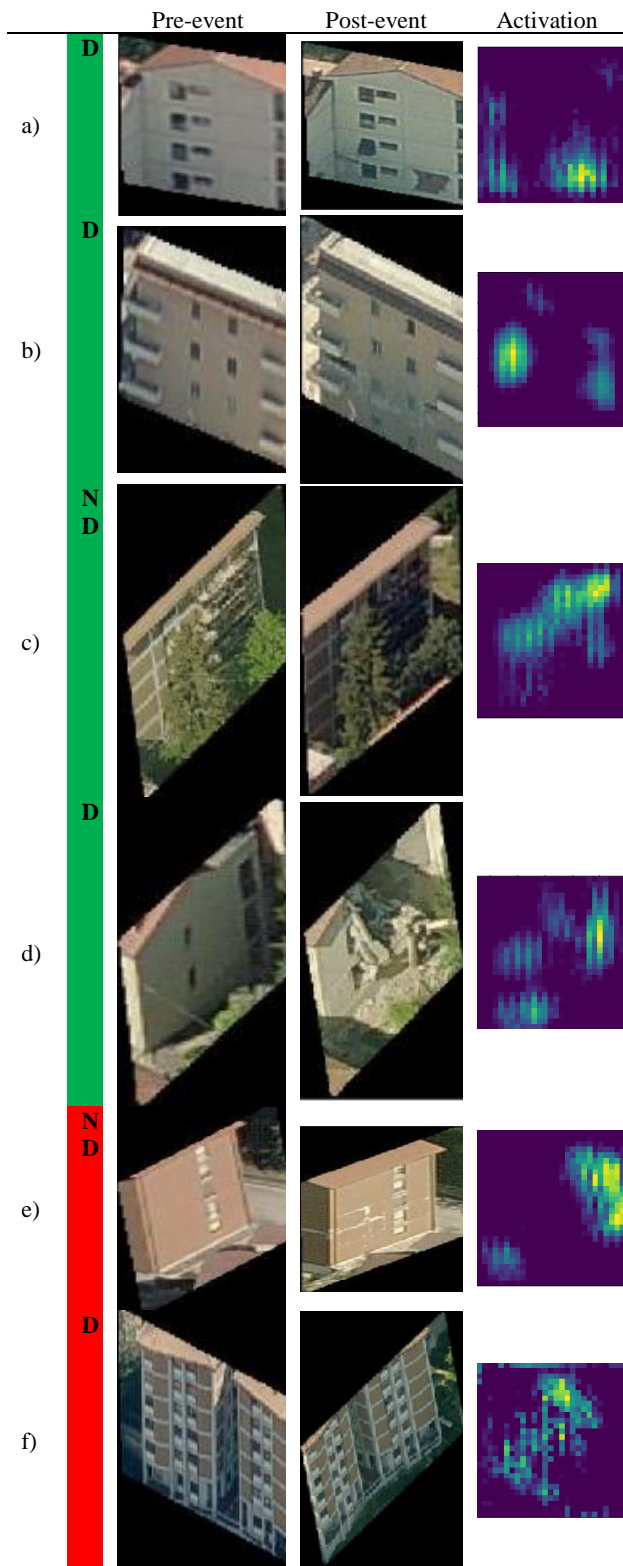 Pre-event Post-event Activation
D
a)
D
b)
N
D
c)
D
d)
N
D
e)
D
f)